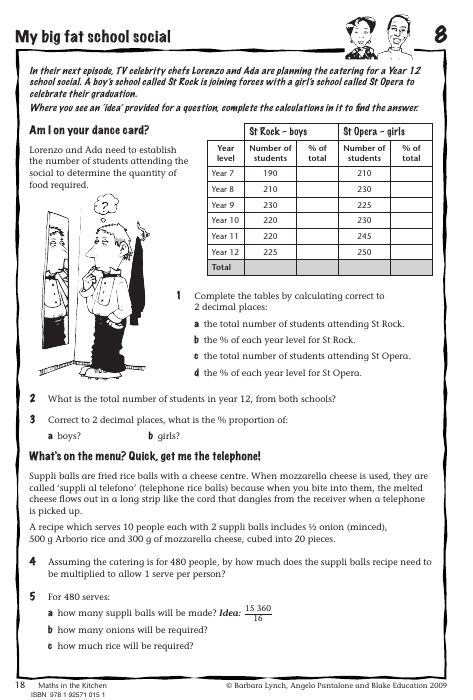 My big fat school social
8
In their next episode, TV celebrity chefs Lorenzo and Ada are planning the catering for a Year 12
school social. A boy's school called St Rock is joining forces with a girl's school called St Opera to
celebrate their graduation.
Where you see an 'idea' provided for a question, complete the calculations in it to find the answer.
Am I on your dance card?
Lorenzo and Ada need to establish
the number of students attending the
social to determine the quantity of
food required.
?
St Rock – boys St Opera – girls
Year level Number of students % of total Number of students % of total
Year 7 190 210
Year 8 210 230
Year 9 230 225
Year 10 220 230
Year 11 220 245
Year 12 225 250
Total
1 Complete the tables by calculating correct to
2 decimal places:
a the total number of students attending St Rock.
b the % of each year level for St Rock.
c the total number of students attending St Opera.
d the % of each year level for St Opera.
2 What is the total number of students in year 12, from both schools?
3 Correct to 2 decimal places, what is the % proportion of:
a boys? b girls?
What's on the menu? Quick, get me the telephone!
Suppli balls are fried rice balls with a cheese centre. When mozzarella cheese is used, they are
called 'suppli al telefono' (telephone rice balls) because when you bite into them, the melted
cheese flows out in a long strip like the cord that dangles from the receiver when a telephone
is picked up.
A recipe which serves 10 people each with 2 suppli balls includes ½ onion (minced),
500 g Arborio rice and 300 g of mozzarella cheese, cubed into 20 pieces.
4 Assuming the catering is for 480 people, by how much does the suppli balls recipe need to
be multiplied to allow 1 serve per person?
5 For 480 serves:
a how many suppli balls will be made? Idea: 15 360
16
b how many onions will be required?
c how much rice will be required?
18 Maths in the Kitchen © Barbara Lynch, Angelo Pantalone and Blake Education 2009
ISBN 978 1 92571 015 1